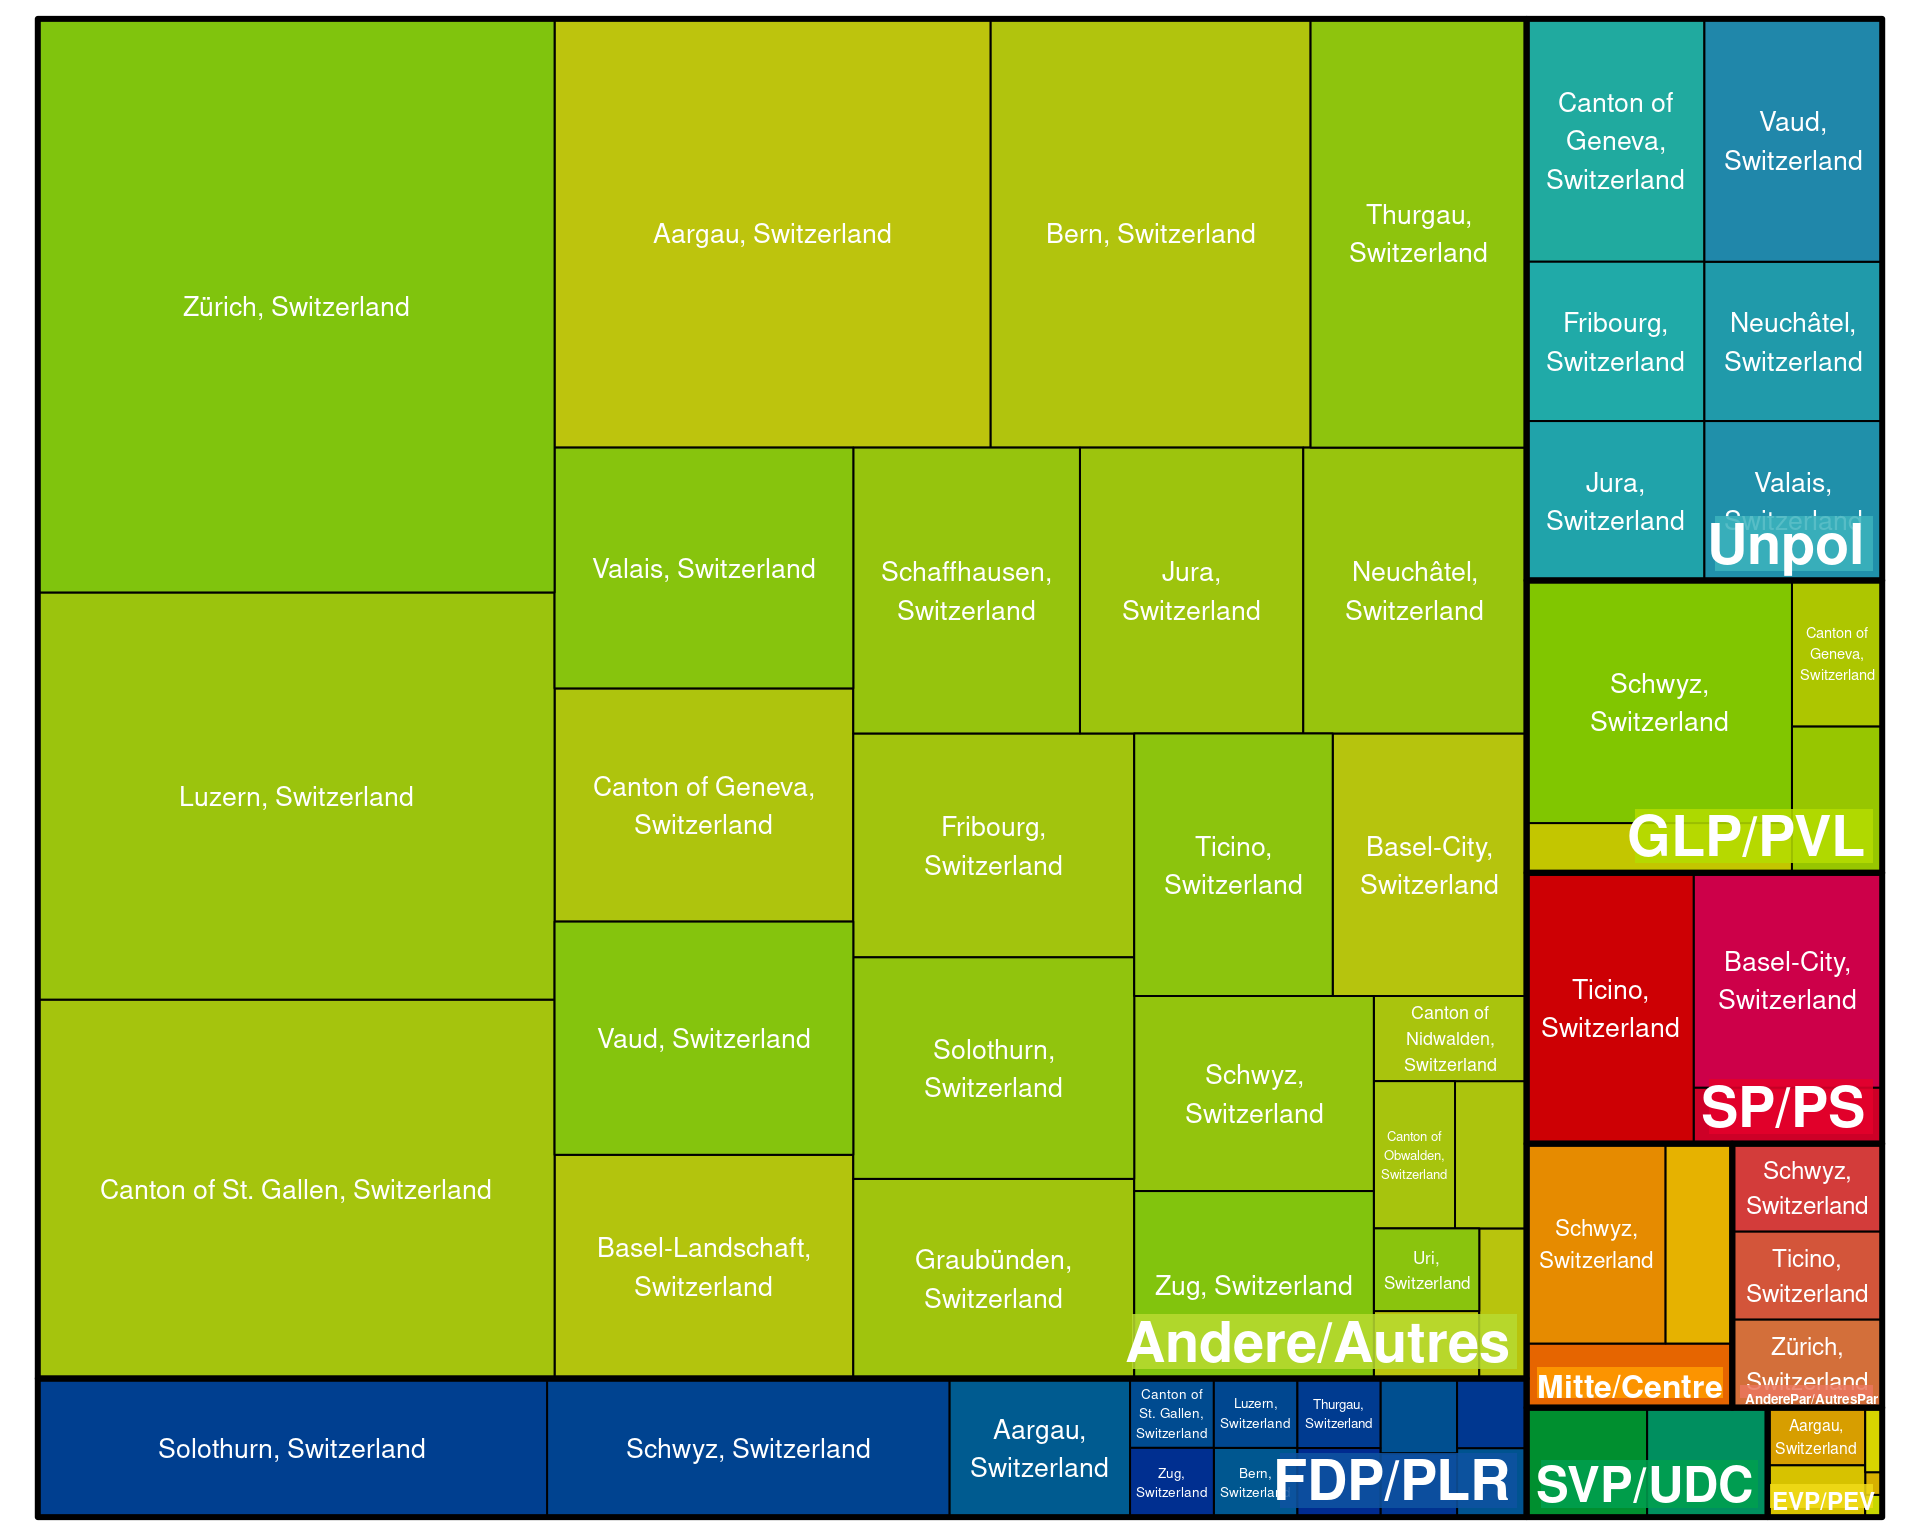 Zürich, Switzerland
Luzern, Switzerland
Canton of St. Gallen, Switzerland
Aargau, Switzerland
Bern, Switzerland
Thurgau,
Switzerland
Valais, Switzerland
Canton of Geneva,
Switzerland
Vaud, Switzerland
Basel-Landschaft,
Switzerland
Schaffhausen,
Switzerland
Jura,
Switzerland
Neuchâtel,
Switzerland
Fribourg,
Switzerland
Solothurn,
Switzerland
Graubünden,
Switzerland
Ticino,
Switzerland
Basel-City,
Switzerland
Schwyz,
Switzerland
Zug, Switzerland
Canton of
Nidwalden,
Switzerland
Canton of
Obwalden,
Switzerland
Uri,
Switzerland
Andere/Autres
Solothurn, Switzerland
Schwyz, Switzerland
Aargau,
Switzerland
Canton of
St. Gallen,
Switzerland
Zug,
Switzerland
Luzern,
Switzerland
Bern,
Switzerland
Thurgau,
Switzerland
FDP/PLR
Canton of
Geneva,
Switzerland
Vaud,
Switzerland
Fribourg,
Switzerland
Neuchâtel,
Switzerland
Jura,
Switzerland
Valais,
Switzerland
Unpol
Schwyz,
Switzerland
Canton of
Geneva,
Switzerland
GLP/PVL
Ticino,
Switzerland
Basel-City,
Switzerland
SP/PS
Schwyz,
Switzerland
Mitte/Centre
Schwyz,
Switzerland
Ticino,
Switzerland
Zürich,
Switzerland
AnderePar/AutresPar
SVP/UDC
Aargau,
Switzerland
EVP/PEV